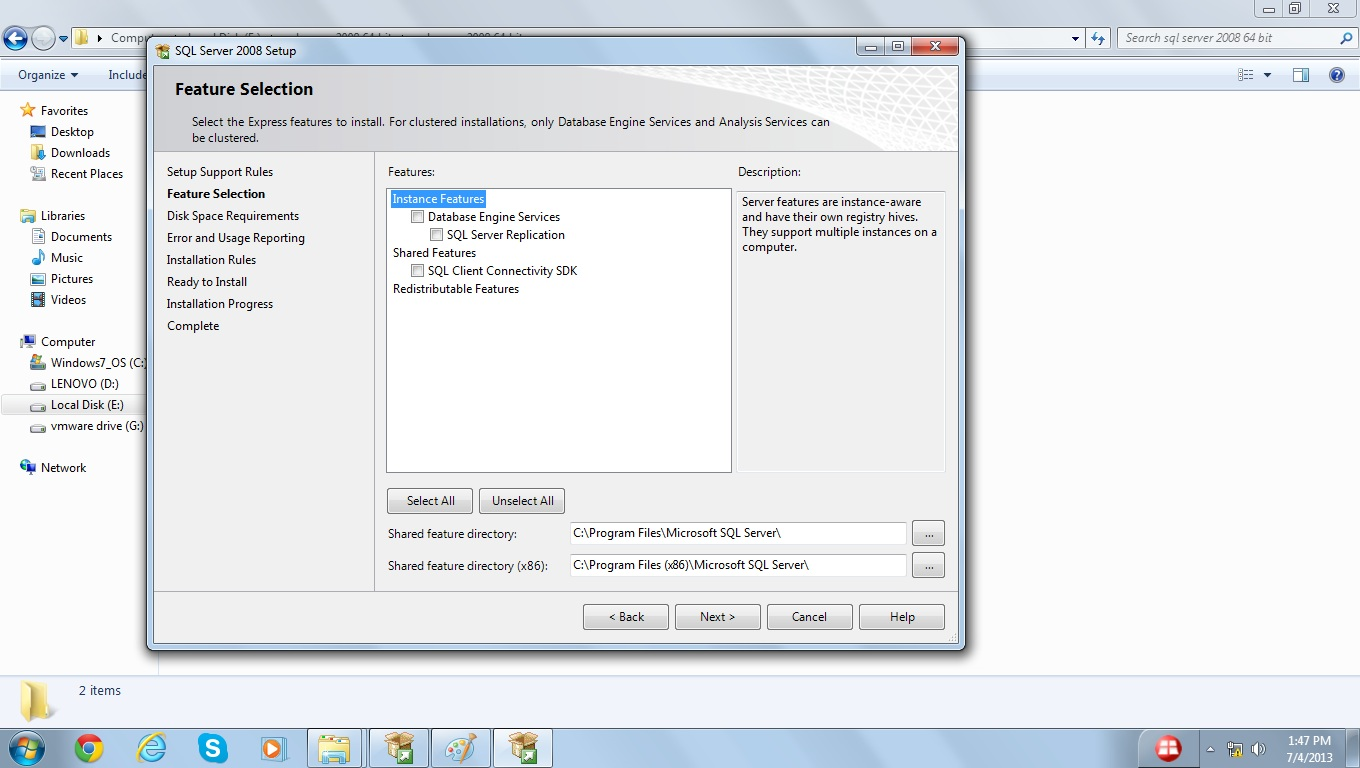 Comput
Search sql server 2008 64 bit
Organize
Include
Favorites
Desktop
Downloads
Recent Places
Libraries
Documents
Music
Pictures
Videos
Computer
Windows7_OS (C:)
LENOVO (D:)
Local Disk (E:)
vmware drive (G:)
Network
SQL Server 2008 Setup
Feature Selection
Select the Express features to install. For clustered installations, only Database Engine Services and Analysis Services can
be clustered.
Setup Support Rules
Feature Selection
Disk Space Requirements
Error and Usage Reporting
Installation Rules
Ready to Install
Installation Progress
Complete
Features:
Instance Features
Database Engine Services
SQL Server Replication
Shared Features
SQL Client Connectivity SDK
Redistributable Features
Description:
Server features are instance-aware
and have their own registry hives.
They support multiple instances on a
computer.
Select All
Unselect All
Shared feature directory:
C:\Program Files\Microsoft SQL Server\
...
Shared feature directory (x86):
C:\Program Files (x86)\Microsoft SQL Server\
...
< Back
Next >
Cancel
Help
2 items
1:47 PM
7/4/2013